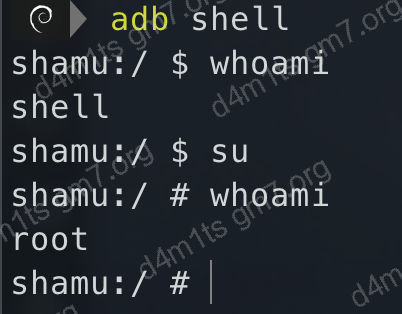 adb shell
shamu:/ $ whoami
shell
shamu:/ $ su
shamu:/ # whoami
root
shamu:/ #
d4m1ts gm7.org
d4m1ts gm7.org
d4m1ts gm7.org
d4m1ts gm7.org